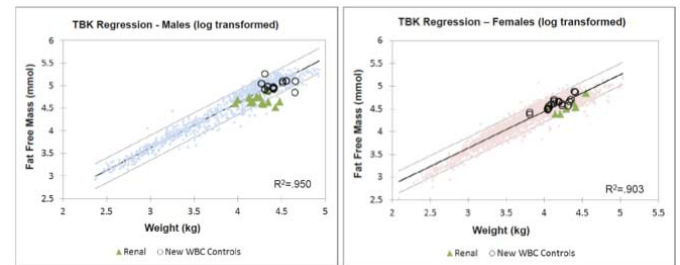 TBK Regression - Males (log transformed)
Fat Free Mass (mmol)
6
5.5
5
4.5
4
3.5
3
2.5
R²=.950
2
2.5
3
3.5
4
4.5
5
Weight (kg)
Renal
New WBC Controls
TBK Regression – Females (log transformed)
Fat Free Mass (mmol)
6
5.5
5
4.5
4
3.5
3
2.5
R²=.903
2
2.5
3
3.5
4
4.5
5
5.5
Weight (kg)
Renal
New WBC Controls